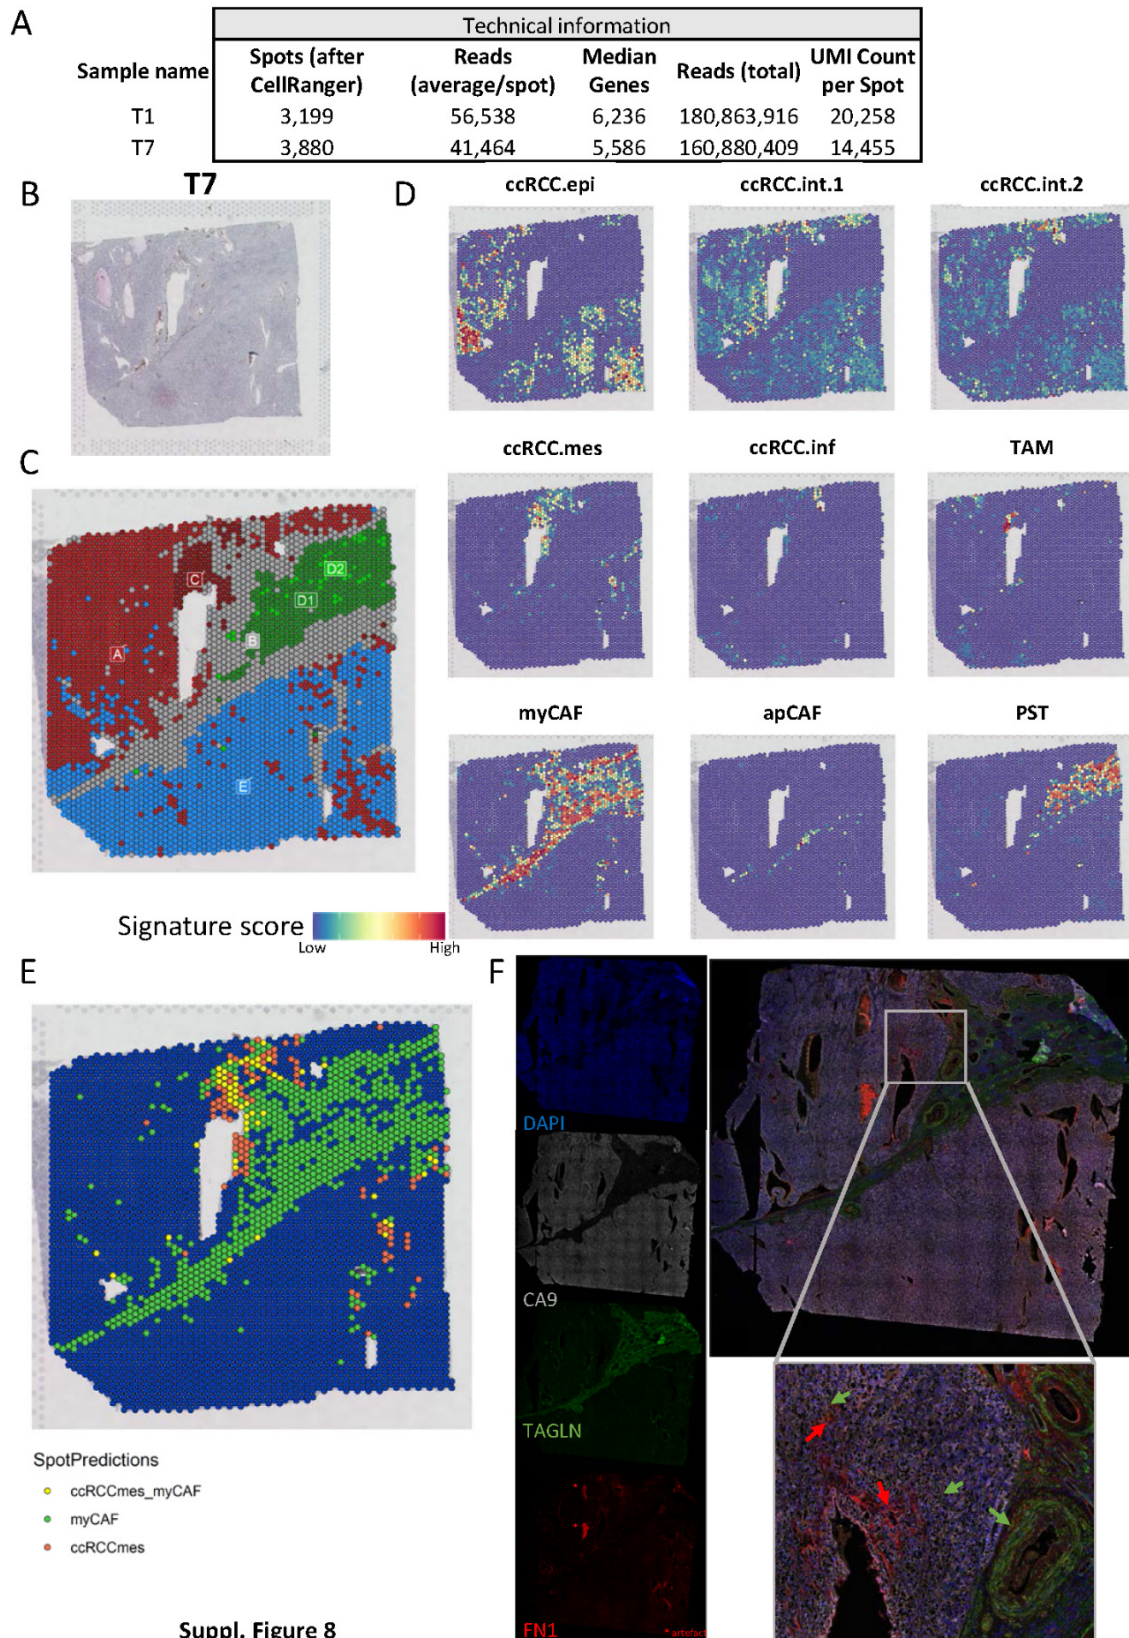 A
Technical information
Sample name Spots (after CellRanger) Reads (average/spot) Median Genes Reads (total) UMI Count per Spot
T1 3,199 56,538 6,236 180,863,916 20,258
T7 3,880 41,464 5,586 160,880,409 14,455
B
T7
D
ccRCC.epi ccRCC.int.1 ccRCC.int.2
C
ccRCC.mes ccRCC.inf TAM
A
B
C
D1
D2
E
myCAF apCAF PST
Signature score
Low High
E
SpotPredictions
ccRCCmes_myCAF
myCAF
ccRCCmes
F
DAPI
CA9
TAGLN
FN1
* artefact
Suppl. Figure 8